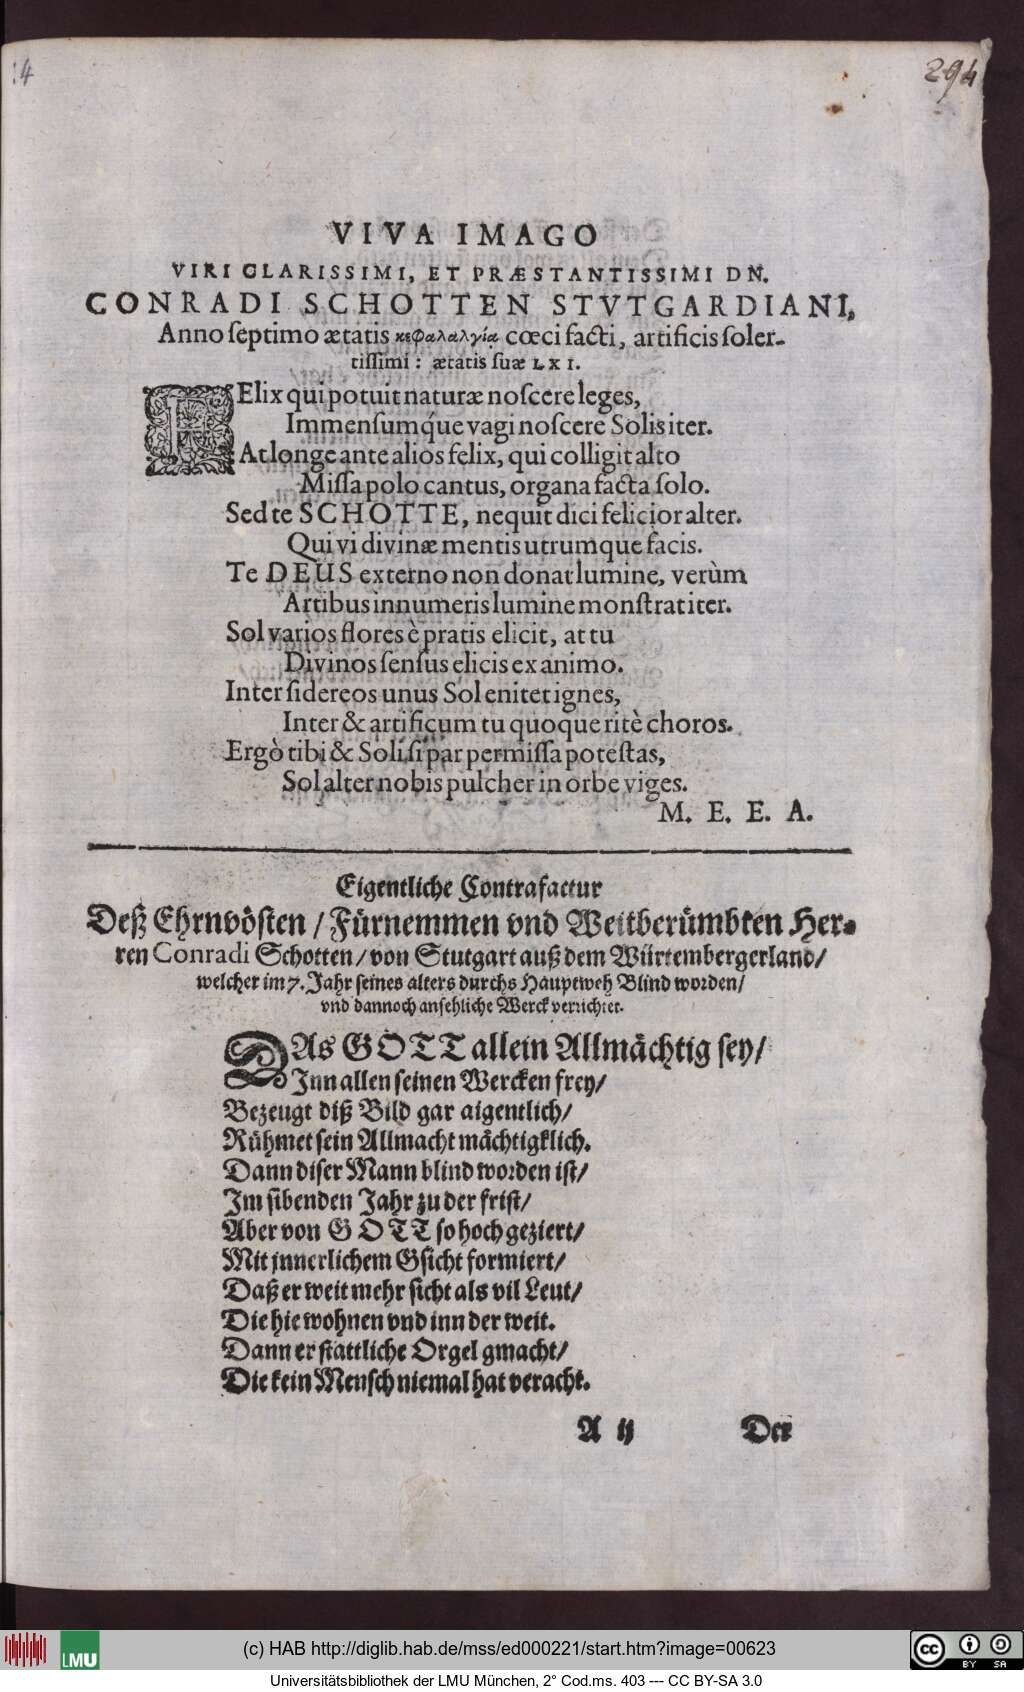 :4
294
VIVA IMAGO
VIRI CLARISSIMI, ET PRÆSTANTISSIMI DN.
CONRADI SCHOTTEN STVTGARDIANI,
Anno ſeptimo ætatis κεφαλαλγίᾳ cœci facti, artificis ſoler-
tiſſimi: ætatis ſuæ LXI.
FElix qui potuit naturæ noſcere leges,
Immenſumq́ue vagi noſcere Solis iter.
At longe ante alios felix, qui colligit alto
Miſſa polo cantus, organa facta ſolo.
Sed te SCHOTTE, nequit dici felicior alter.
Qui vi divinæ mentis utrumque facis.
Te DEUS externo non donat lumine, verùm
Artibus innumeris lumine monſtrat iter.
Sol varios flores è pratis elicit, at tu
Divinos ſenſus elicis ex animo.
Inter ſidereos unus Sol enitet ignes,
Inter & artificum tu quoque ritè choros.
Ergò tibi & Soli ſi par permiſſa poteſtas,
Sol alter nobis pulcher in orbe viges.
M. E. E. A.
Eigentliche Contrafactur
Deß Ehrnvöſten / Fürnemmen vnd Weitberümbten Her-
ren Conradi Schotten / von Stutgart auß dem Würtembergerland /
welcher im 7. Jahr ſeines alters durchs Hauptweh Blind worden /
vnd dannoch anſehliche Werck verrichtet.
DAs GOTT allein Allmächtig ſey /
Jnn allen ſeinen Wercken frey /
Bezeugt diß Bild gar aigentlich /
Rühmet ſein Allmacht mächtigklich.
Dann diſer Mann blind worden iſt /
Jm ſibenden Jahr zu der friſt /
Aber von GOTT ſo hoch geziert /
Mit jnnerlichem Gſicht formiert /
Daß er weit mehr ſicht als vil Leut /
Die hie wohnen vnd inn der weit.
Dann er ſtattliche Orgel gmacht /
Die kein Menſch niemal hat veracht.
A ij Der
LMU
(c) HAB http://diglib.hab.de/mss/ed000221/start.htm?image=00623
cc BY SA
Universitätsbibliothek der LMU München, 2° Cod.ms. 403 --- CC BY-SA 3.0